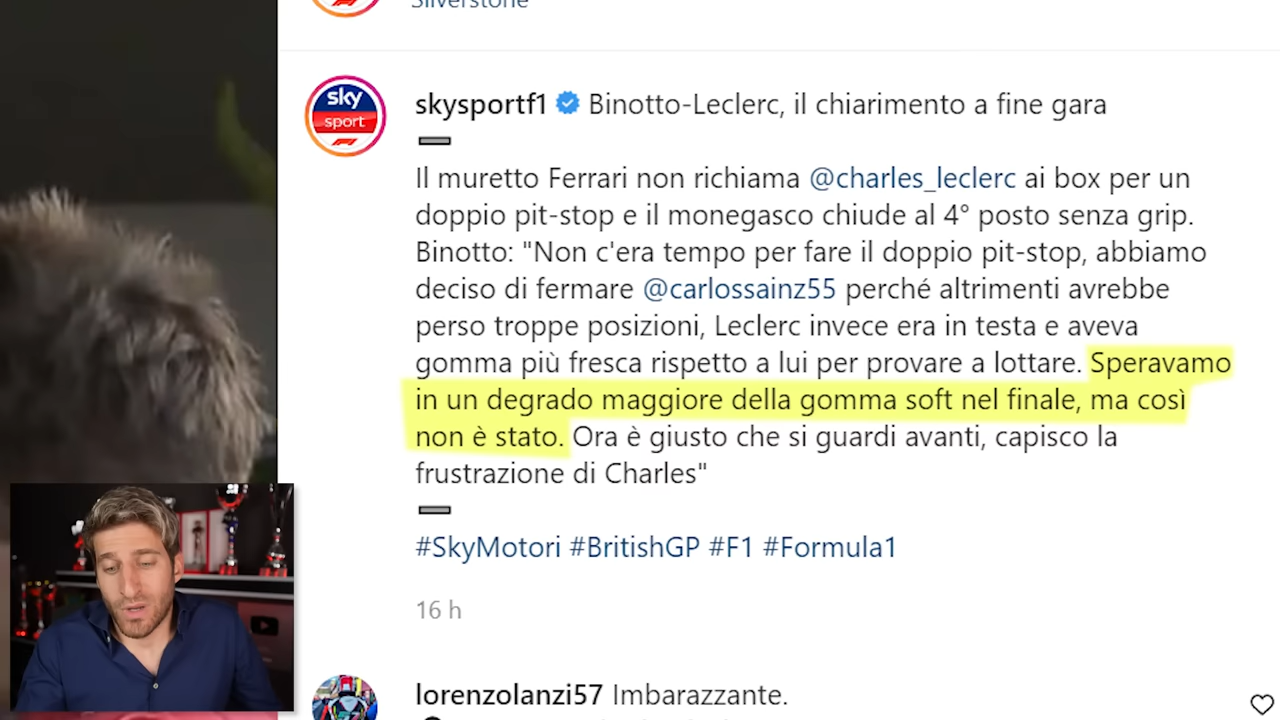 Silverstone
sky
sport
skysportf1 Binotto-Leclerc, il chiarimento a fine gara
Il muretto Ferrari non richiama @charles_leclerc ai box per un
doppio pit-stop e il monegasco chiude al 4° posto senza grip.
Binotto: "Non c'era tempo per fare il doppio pit-stop, abbiamo
deciso di fermare @carlossainz55 perché altrimenti avrebbe
perso troppe posizioni, Leclerc invece era in testa e aveva
gomma più fresca rispetto a lui per provare a lottare. Speravamo
in un degrado maggiore della gomma soft nel finale, ma così
non è stato. Ora è giusto che si guardi avanti, capisco la
frustrazione di Charles"
#SkyMotori #BritishGP #F1 #Formula1
16 h
lorenzolanzi57 Imbarazzante.